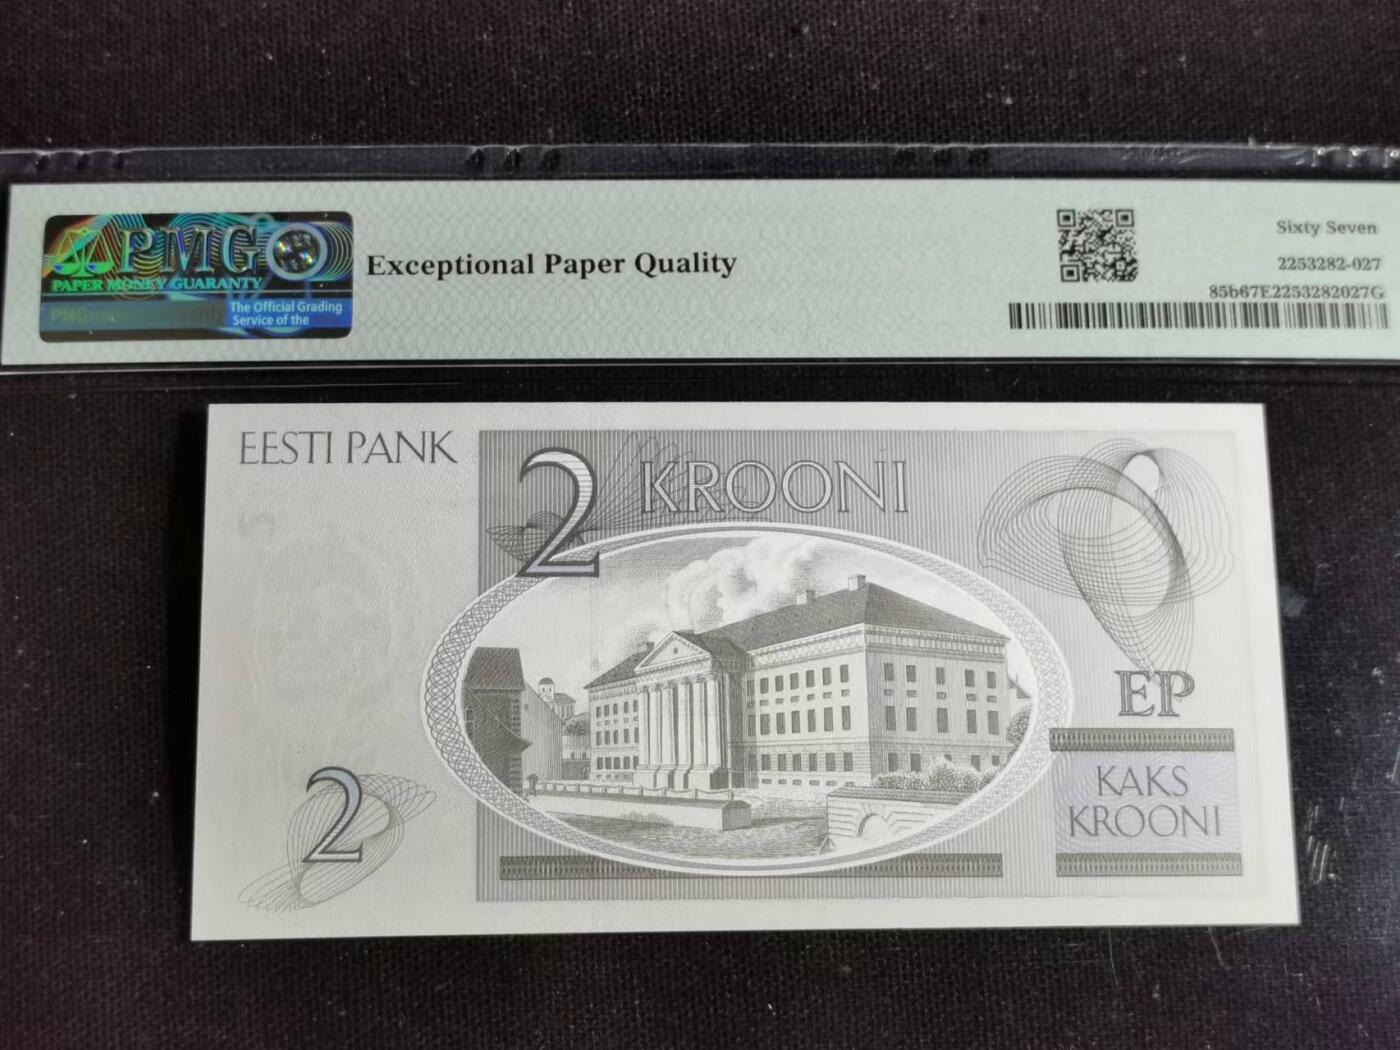 PMG
PAPER MONEY GUARANTY
The Official Grading
Service of the
Exceptional Paper Quality
Sixty Seven
2253282-027
85b67E2253282027G
EESTI PANK
2 KROONI
EP
KAKS
KROONI
2